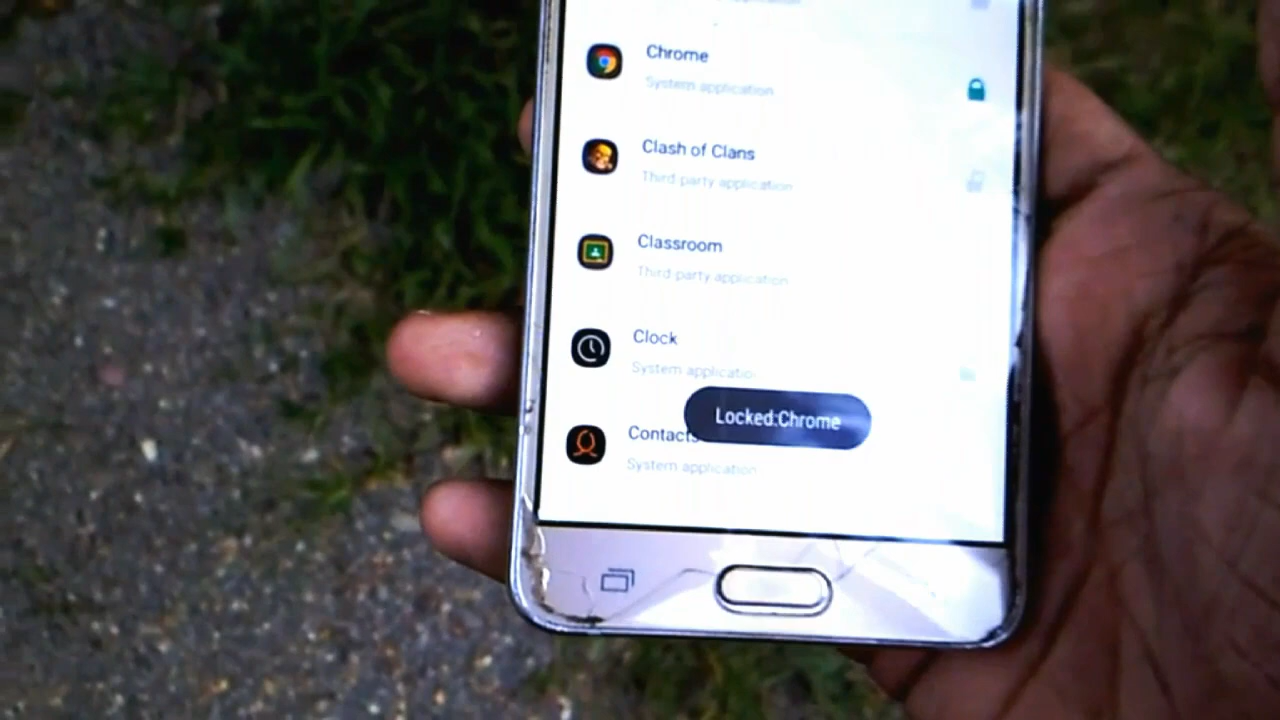 Chrome
System application
Clash of Clans
Third party application
Classroom
Third-party application
Clock
System application
Locked:Chrome
Contacts
System application